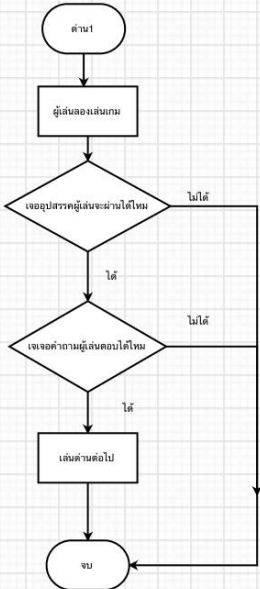 ด่าน1
ผู้เล่นลองเล่นเกม
เจออุปสรรคผู้เล่นจะผ่านได้ไหม
ไม่ได้
ได้
เจเจอคำถามผู้เล่นตอบได้ไหม
ไม่ได้
ได้
เล่นด่านต่อไป
จบ